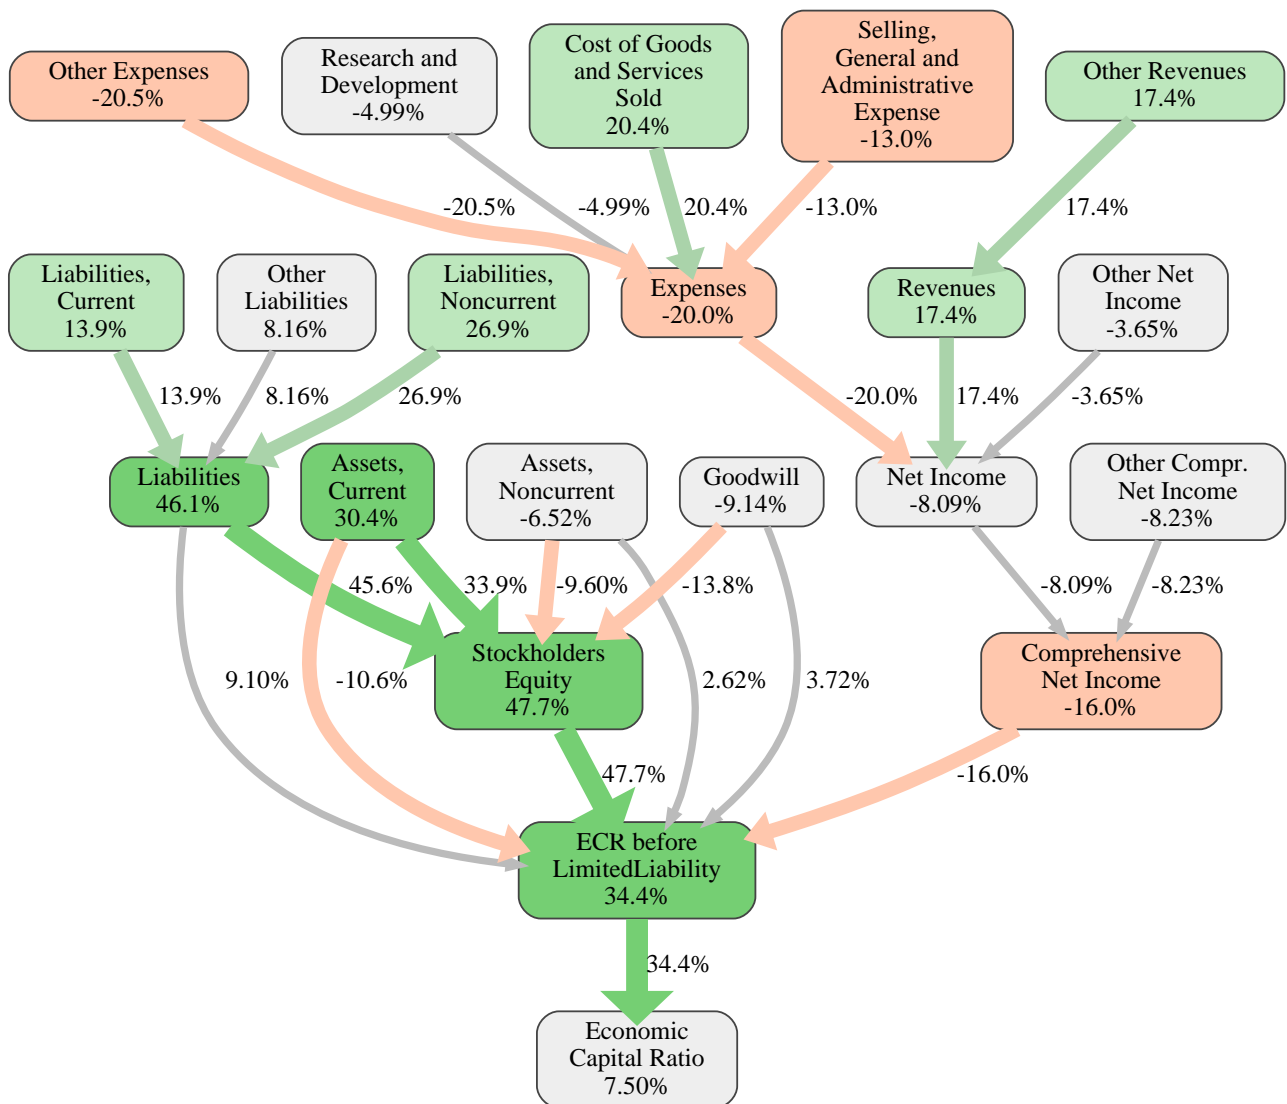 Other Expenses
-20.5%
Research and
Development
-4.99%
Cost of Goods
and Services
Sold
20.4%
Selling,
General and
Administrative
Expense
-13.0%
Other Revenues
17.4%
-20.5%
-4.99%
20.4%
-13.0%
17.4%
Liabilities,
Current
13.9%
Other
Liabilities
8.16%
Liabilities,
Noncurrent
26.9%
Expenses
-20.0%
Revenues
17.4%
Other Net
Income
-3.65%
13.9%
8.16%
26.9%
-20.0%
17.4%
-3.65%
Liabilities
46.1%
Assets,
Current
30.4%
Assets,
Noncurrent
-6.52%
Goodwill
-9.14%
Net Income
-8.09%
Other Compr.
Net Income
-8.23%
45.6%
33.9%
-9.60%
-13.8%
-8.09%
-8.23%
9.10%
-10.6%
Stockholders
Equity
47.7%
2.62%
3.72%
Comprehensive
Net Income
-16.0%
47.7%
-16.0%
ECR before
LimitedLiability
34.4%
34.4%
Economic
Capital Ratio
7.50%